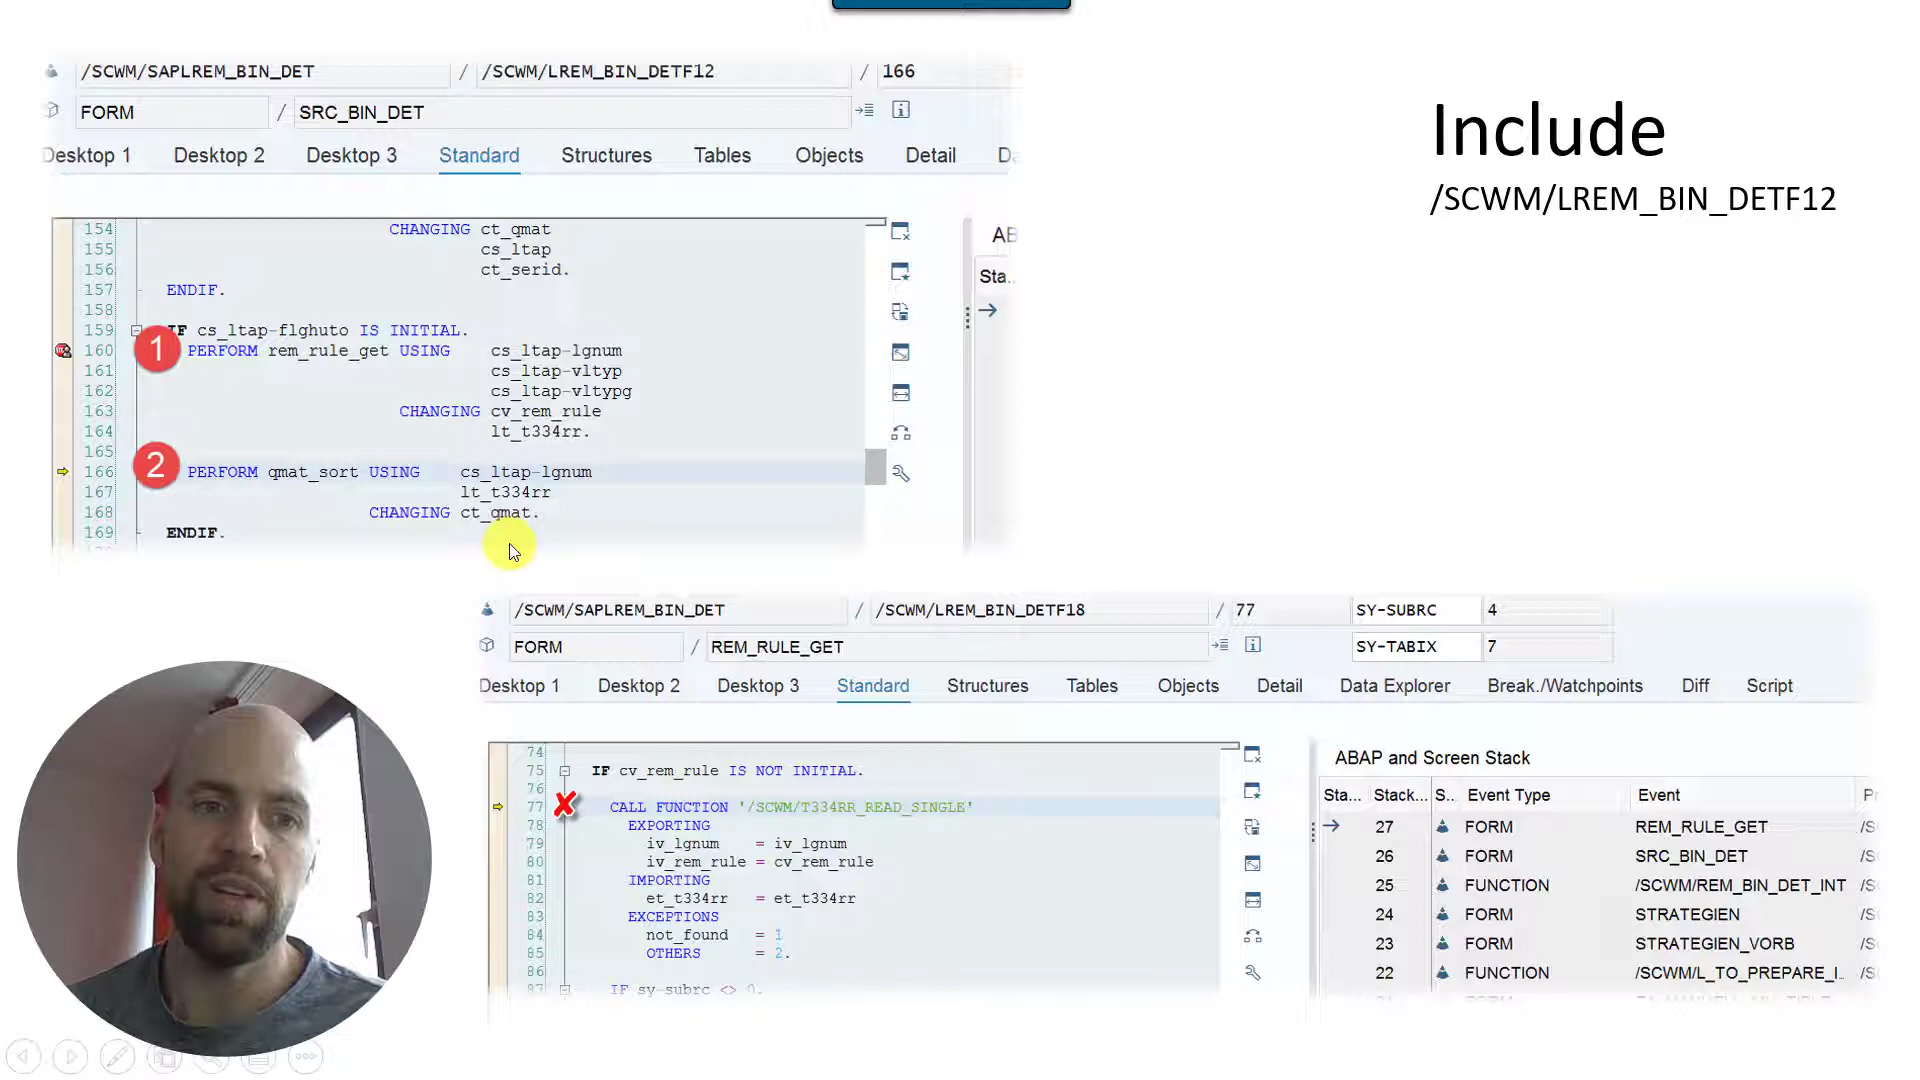 /SCWM/SAPLREM_BIN_DET / /SCWM/LREM_BIN_DETF12 / 166
FORM / SRC_BIN_DET
Desktop 1 Desktop 2 Desktop 3 Standard Structures Tables Objects Detail
154 CHANGING ct_qmat
155 cs_ltap
156 ct_serid.
157 ENDIF.
158
159 IF cs_ltap-flghuto IS INITIAL.
160 1 PERFORM rem_rule_get USING cs_ltap-lgnum
161 cs_ltap-vltyp
162 cs_ltap-vltypg
163 CHANGING cv_rem_rule
164 lt_t334rr.
165
166 2 PERFORM qmat_sort USING cs_ltap-lgnum
167 lt_t334rr
168 CHANGING ct_qmat.
169 ENDIF.
AB
Sta..
Include
/SCWM/LREM_BIN_DETF12
/SCWM/SAPLREM_BIN_DET / /SCWM/LREM_BIN_DETF18 / 77 SY-SUBRC 4
FORM / REM_RULE_GET SY-TABIX 7
Desktop 1 Desktop 2 Desktop 3 Standard Structures Tables Objects Detail Data Explorer Break./Watchpoints Diff Script
74
75 IF cv_rem_rule IS NOT INITIAL.
76
77 CALL FUNCTION '/SCWM/T334RR_READ_SINGLE'
78 EXPORTING
79 iv_lgnum = iv_lgnum
80 iv_rem_rule = cv_rem_rule
81 IMPORTING
82 et_t334rr = et_t334rr
83 EXCEPTIONS
84 not_found = 1
85 OTHERS = 2.
86
87 IF sy-subrc <> 0.
ABAP and Screen Stack
Sta... Stack... S.. Event Type Event
27 FORM REM_RULE_GET
26 FORM SRC_BIN_DET
25 FUNCTION /SCWM/REM_BIN_DET_INT
24 FORM STRATEGIEN
23 FORM STRATEGIEN_VORB
22 FUNCTION /SCWM/L_TO_PREPARE_I..